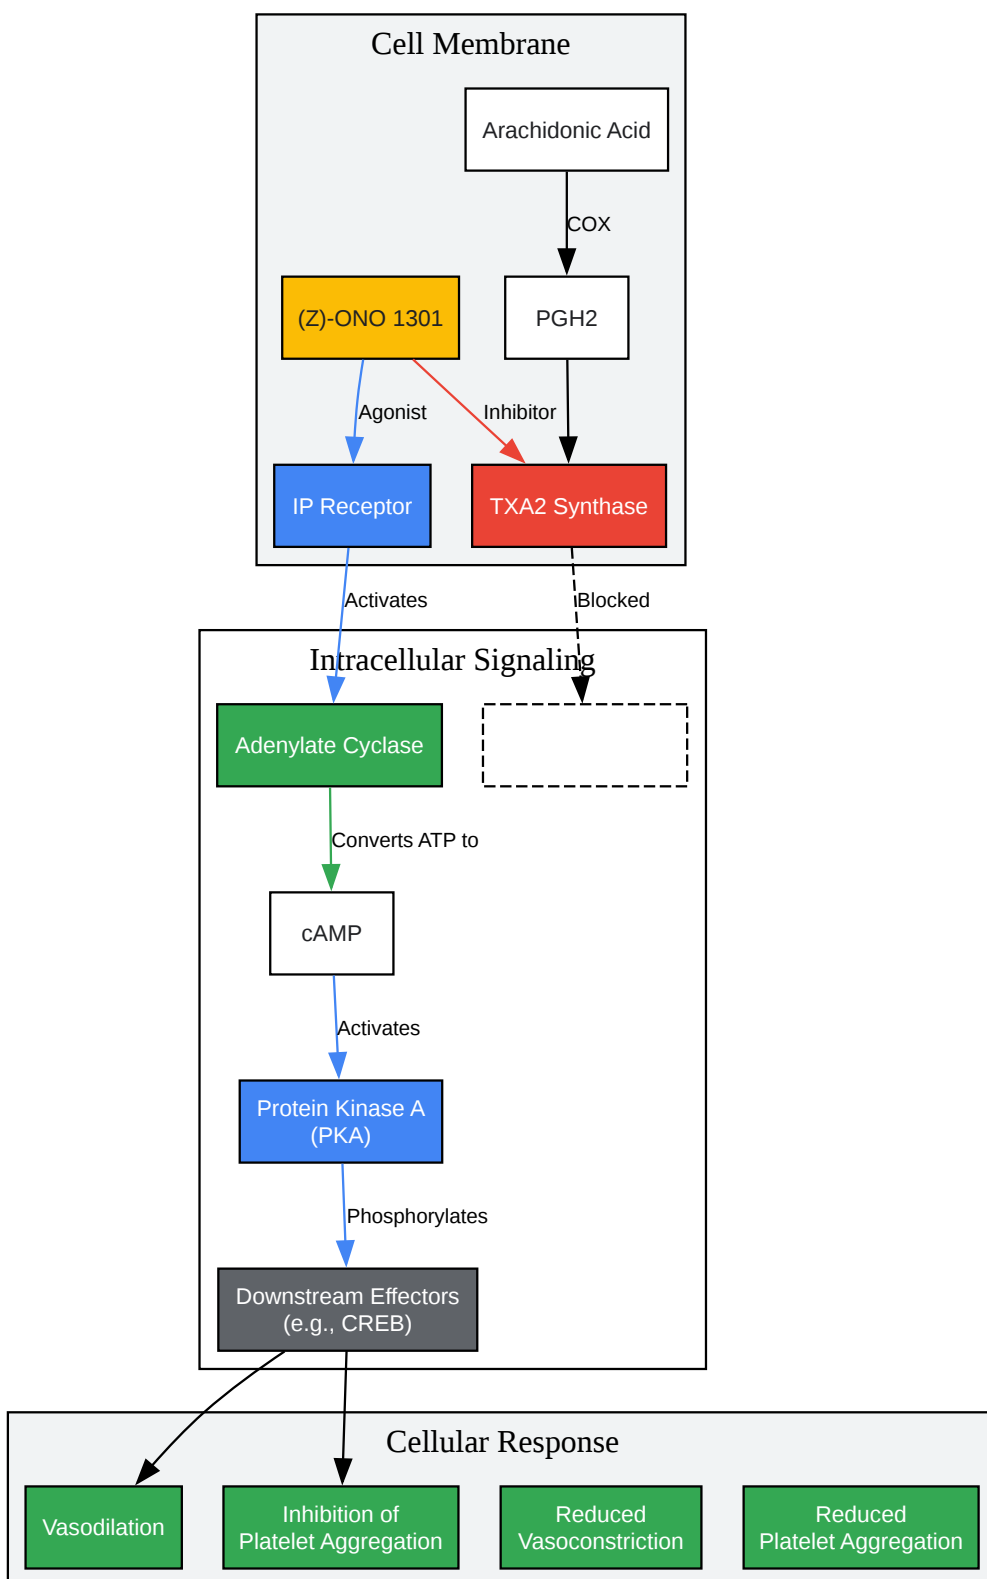 Cell Membrane
Arachidonic Acid
COX
(Z)-ONO 1301
PGH2
Agonist
Inhibitor
IP Receptor
TXA2 Synthase
Activates
Blocked
Intracellular Signaling
Adenylate Cyclase
Converts ATP to
cAMP
Activates
Protein Kinase A
(PKA)
Phosphorylates
Downstream Effectors
(e.g., CREB)
Cellular Response
Vasodilation
Inhibition of
Platelet Aggregation
Reduced
Vasoconstriction
Reduced
Platelet Aggregation